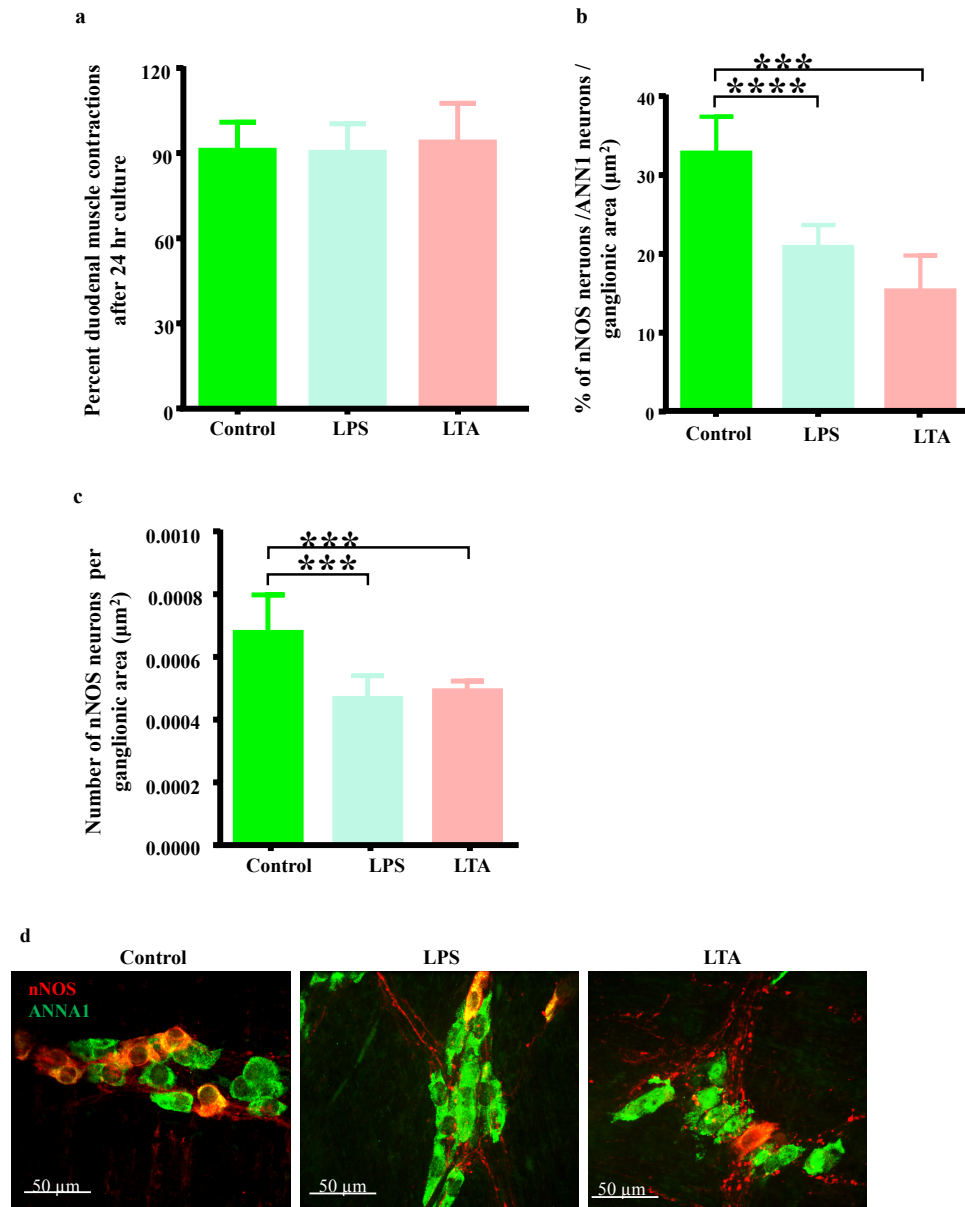 a
Percent duodenal muscle contractions
after 24 hr culture
120
90
60
30
0
Control LPS LTA
b
% of nNOS neruons /ANN1 neurons /
ganglionic area (µm²)
40
30
20
10
0
***
****
Control LPS LTA
c
Number of nNOS neurons per
ganglionic area (µm²)
0.0010
0.0008
0.0006
0.0004
0.0002
0.0000
***
***
Control LPS LTA
d
Control LPS LTA
nNOS
ANNA1
50 µm 50 µm 50 µm